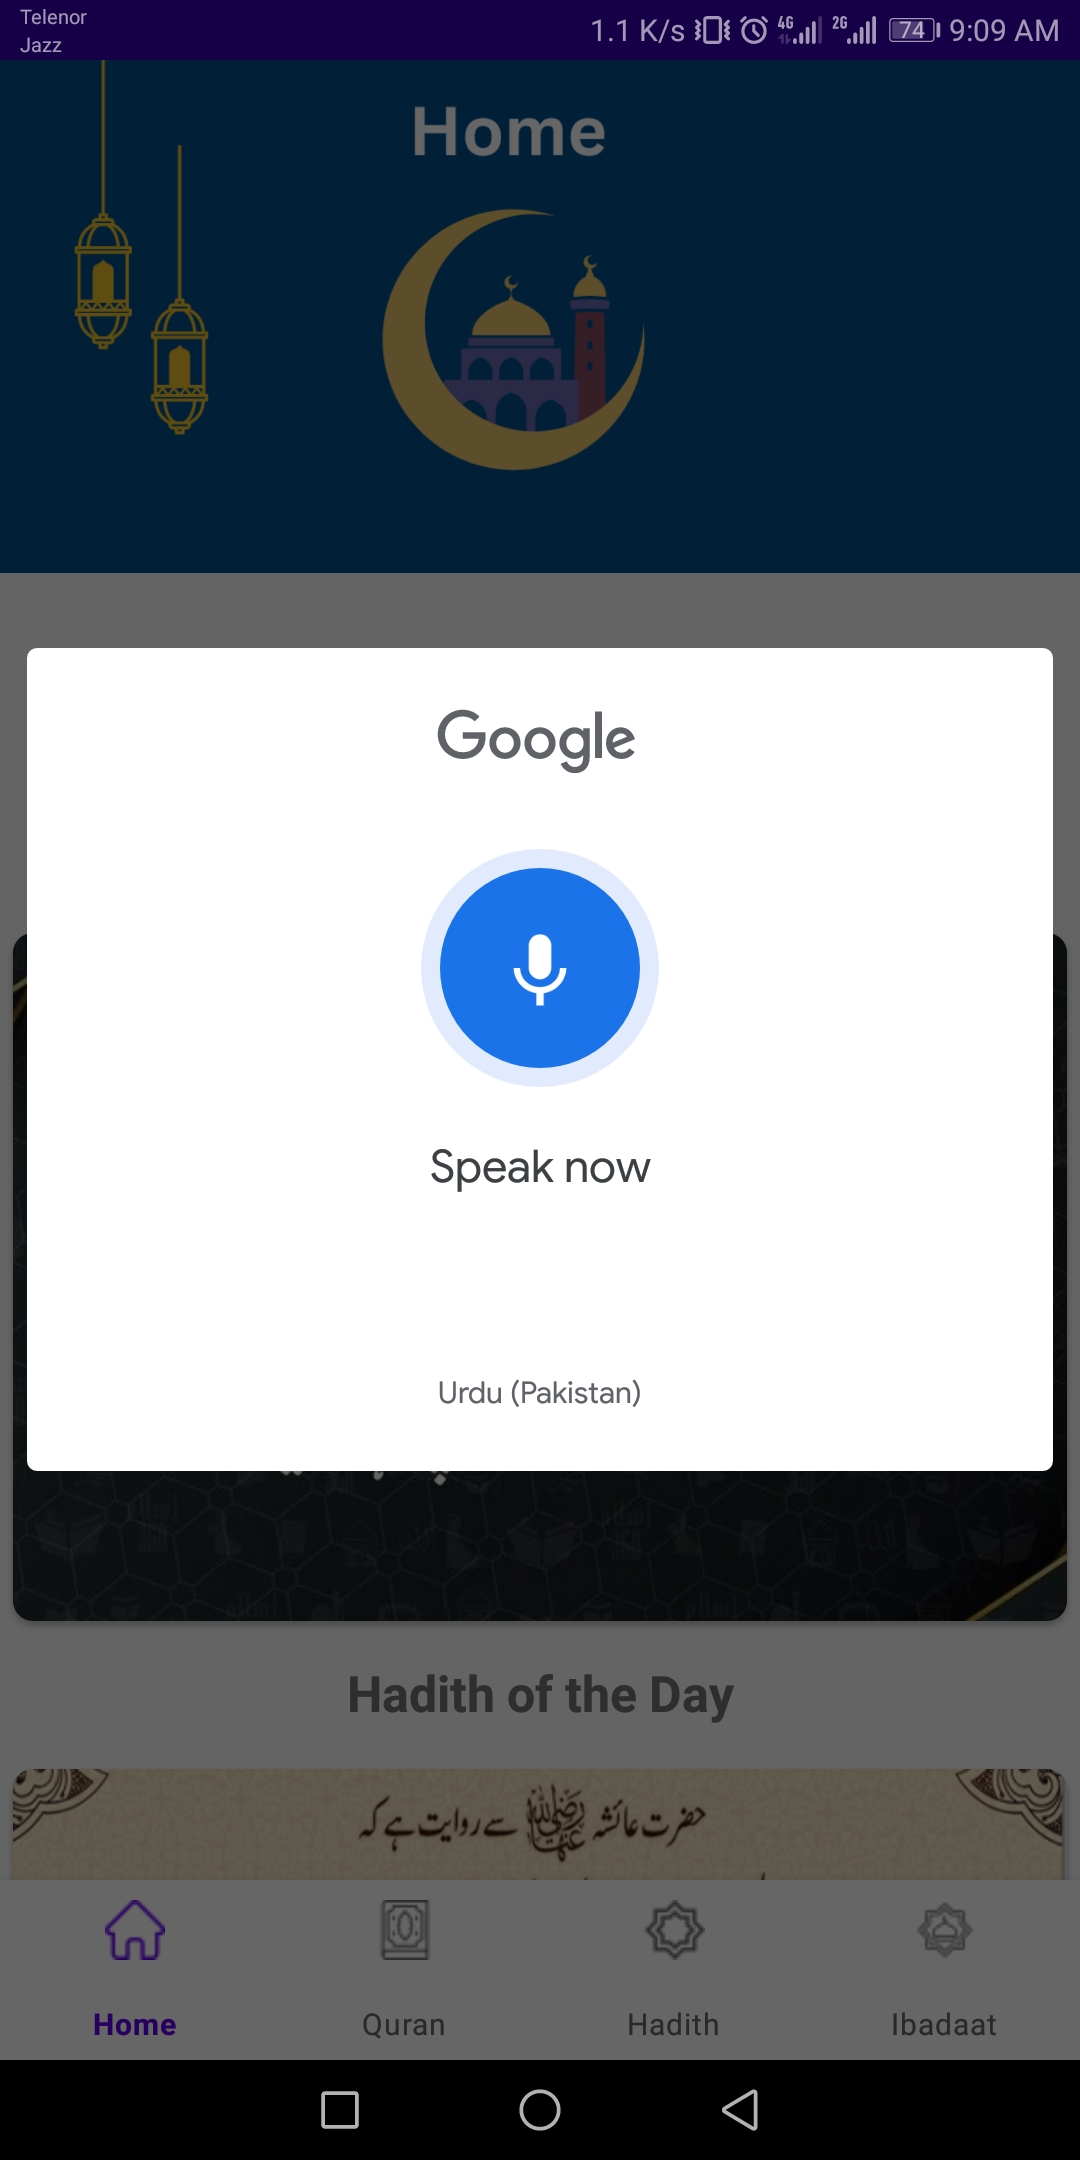 Telenor
Jazz
1.1 K/s 4G 2G 74 9:09 AM
Home
Google
Speak now
Urdu (Pakistan)
Hadith of the Day
حضرت عائشہ رضی اللہ عنہا سے روایت ہے کہ
Home Quran Hadith Ibadaat